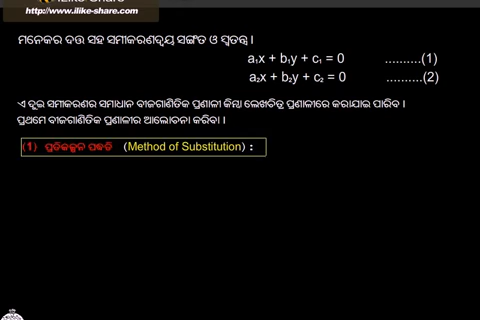 http://www.ilike-share.com
ମନେକର ଦତ୍ତ ସହ ସମୀକରଣଦ୍ୱୟ ସଙ୍ଗତ ଓ ସ୍ୱତନ୍ତ୍ର ।
a₁x + b₁y + c₁ = 0 ..........(1)
a₂x + b₂y + c₂ = 0 ..........(2)
ଏ ଦୁଇ ସମୀକରଣର ସମାଧାନ ବୀଜଗାଣିତିକ ପ୍ରଣାଳୀ କିମ୍ବା ଲେଖଚିତ୍ର ପ୍ରଣାଳୀରେ କରାଯାଇ ପାରିବ ।
ପ୍ରଥମେ ବୀଜଗାଣିତିକ ପ୍ରଣାଳୀର ଆଲୋଚନା କରିବା ।
(1) ପ୍ରତିକଳ୍ପନ ପଦ୍ଧତି (Method of Substitution) :